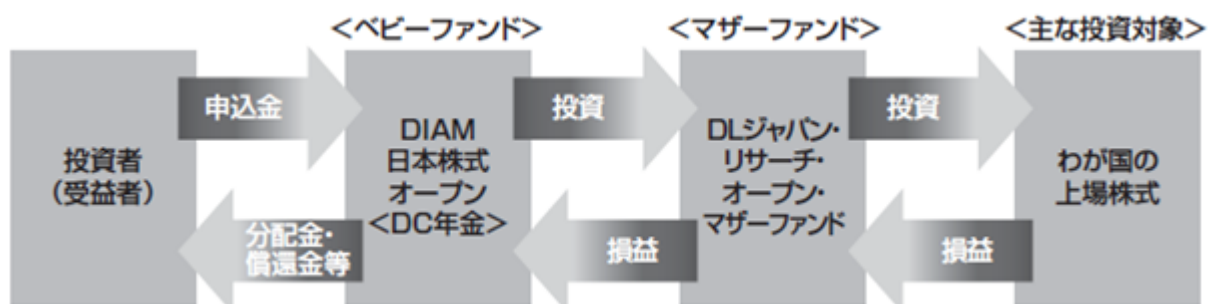 <ベビーファンド>
<マザーファンド>
<主な投資対象>
申込金
投資
投資
投資者
(受益者)
DIAM
日本株式
オープン
<DC年金>
DLジャパン・
リサーチ・
オープン・
マザーファンド
わが国の
上場株式
分配金・
償還金等
損益
損益